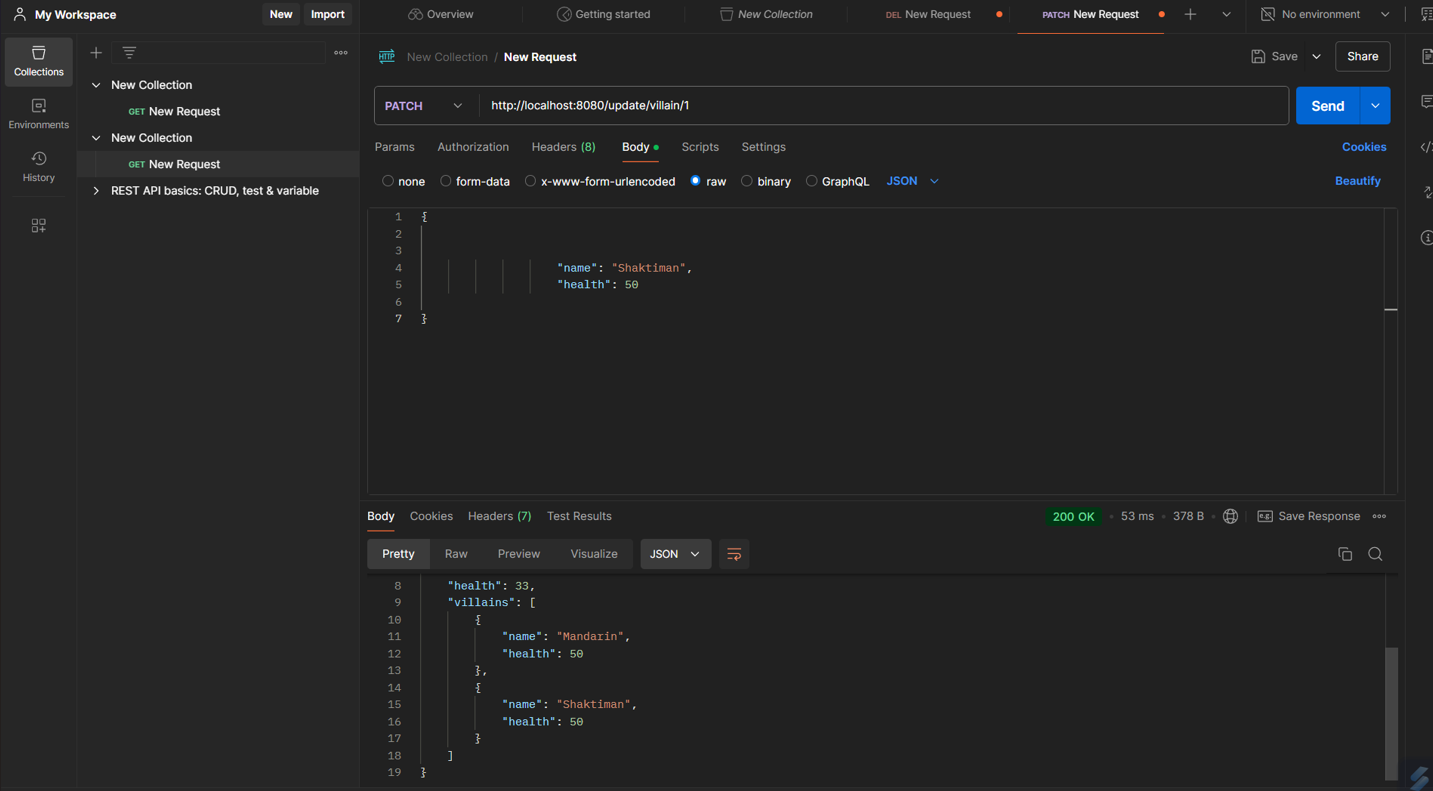 My Workspace
New
Import
Overview
Getting started
New Collection
DEL New Request
PATCH New Request
No environment
Collections
Environments
History
New Collection
GET New Request
New Collection
GET New Request
REST API basics: CRUD, test & variable
HTTP New Collection / New Request
Save
Share
PATCH
http://localhost:8080/update/villain/1
Send
Params Authorization Headers (8) Body Scripts Settings
Cookies
none form-data x-www-form-urlencoded raw binary GraphQL JSON
Beautify
1 {
2
3
4 "name": "Shaktiman",
5 "health": 50
6
7 }
Body Cookies Headers (7) Test Results
200 OK • 53 ms • 378 B
e.g. Save Response
Pretty Raw Preview Visualize JSON
8 "health": 33,
9 "villains": [
10 {
11 "name": "Mandarin",
12 "health": 50
13 },
14 {
15 "name": "Shaktiman",
16 "health": 50
17 }
18 ]
19 }